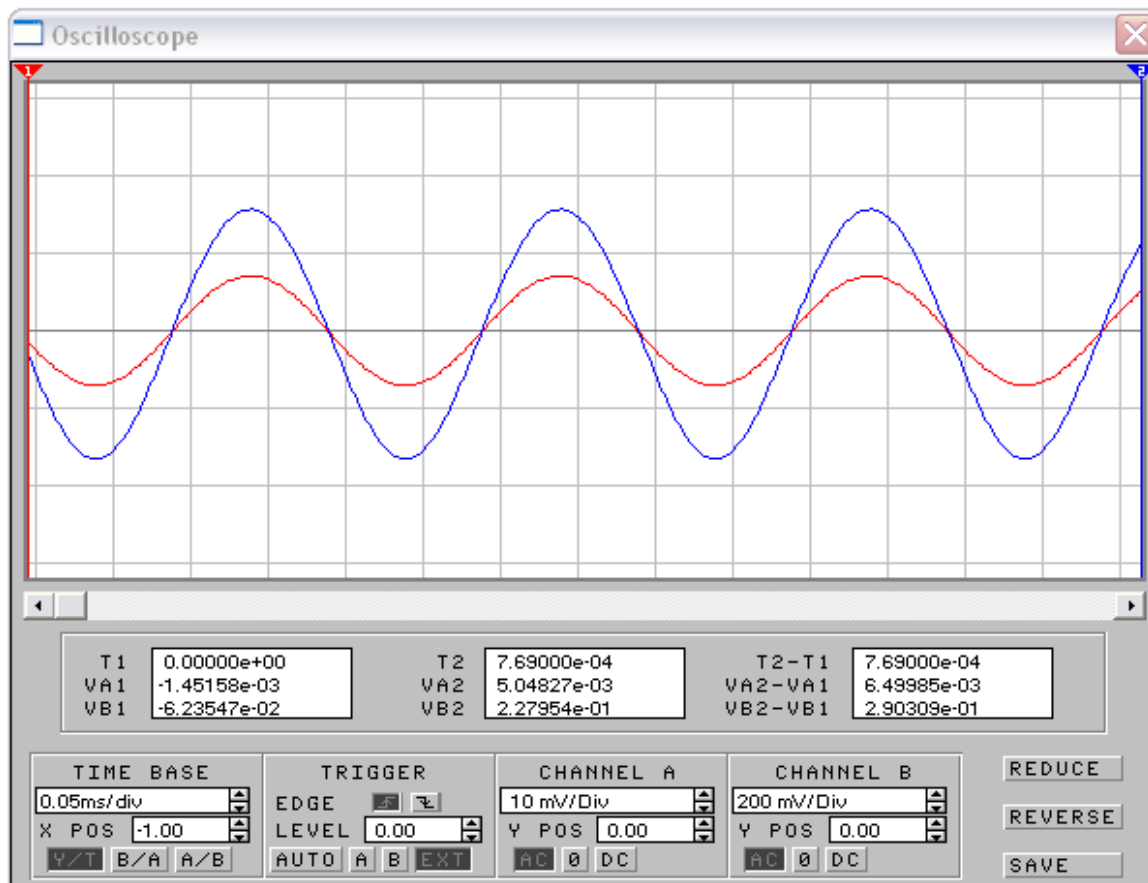 Oscilloscope
1 2
T1 0.00000e+00 T2 7.69000e-04 T2-T1 7.69000e-04
VA1 -1.45158e-03 VA2 5.04827e-03 VA2-VA1 6.49985e-03
VB1 -6.23547e-02 VB2 2.27954e-01 VB2-VB1 2.90309e-01
TIME BASE
0.05ms/div
X POS -1.00
Y/T B/A A/B
TRIGGER
EDGE
LEVEL 0.00
AUTO A B EXT
CHANNEL A
10 mV/Div
Y POS 0.00
AC 0 DC
CHANNEL B
200 mV/Div
Y POS 0.00
AC 0 DC
REDUCE
REVERSE
SAVE